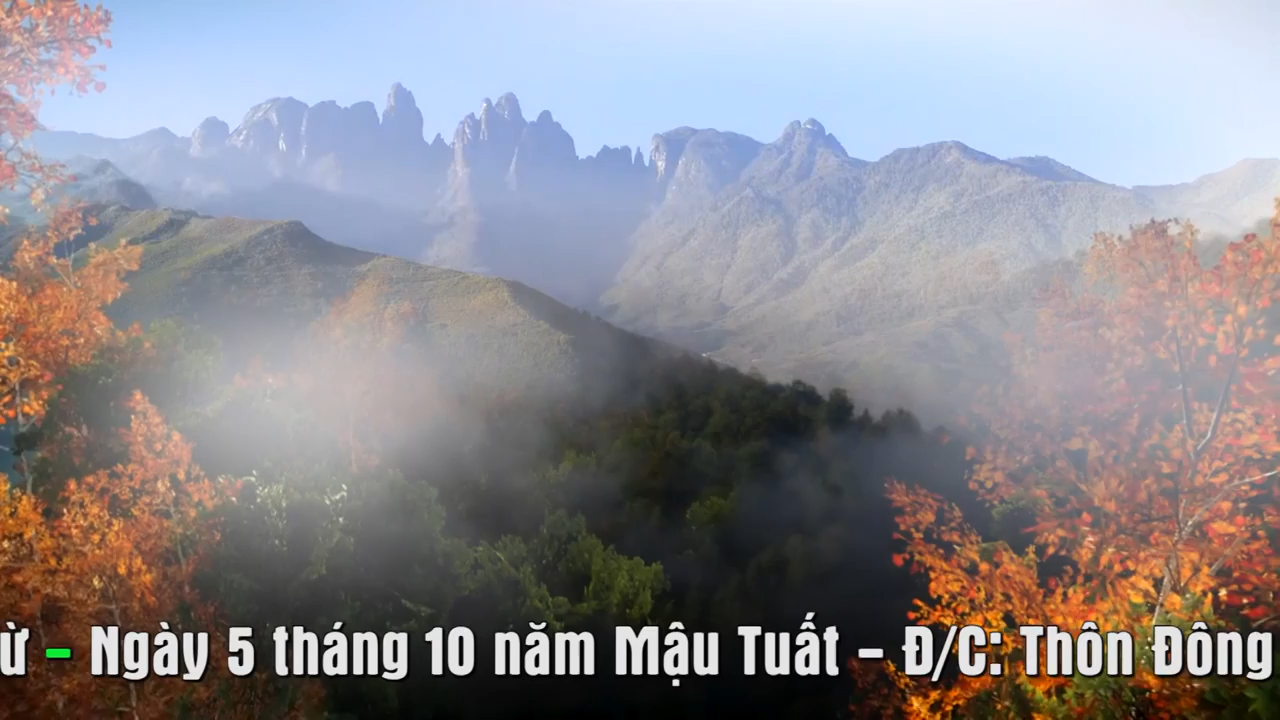 ừ – Ngày 5 tháng 10 năm Mậu Tuất – Đ/C: Thôn Đông